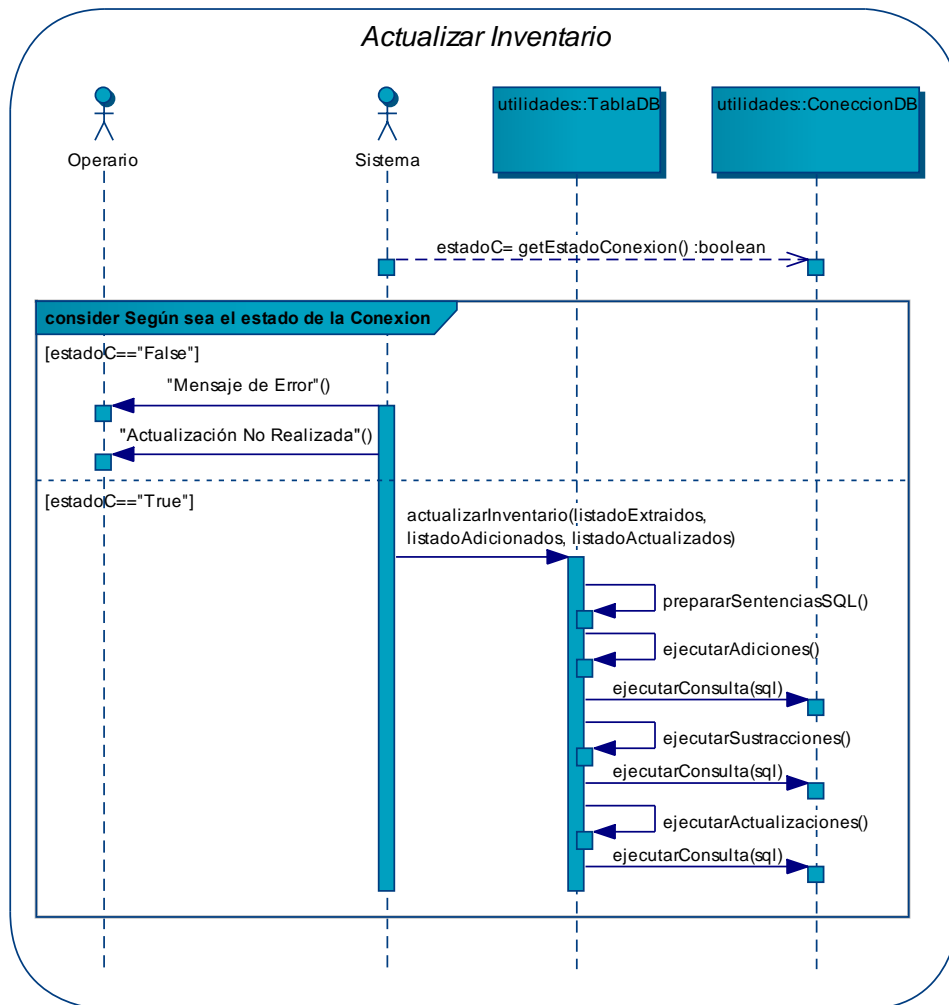 Actualizar Inventario
Operario
Sistema
utilidades::TablaDB
utilidades::ConeccionDB
estadoC= getEstadoConexion() :boolean
consider Según sea el estado de la Conexion
[estadoC=="False"]
"Mensaje de Error"()
"Actualización No Realizada"()
[estadoC=="True"]
actualizarInventario(listadoExtraidos,
listadoAdicionados, listadoActualizados)
prepararSentenciasSQL()
ejecutarAdiciones()
ejecutarConsulta(sql)
ejecutarSustracciones()
ejecutarConsulta(sql)
ejecutarActualizaciones()
ejecutarConsulta(sql)